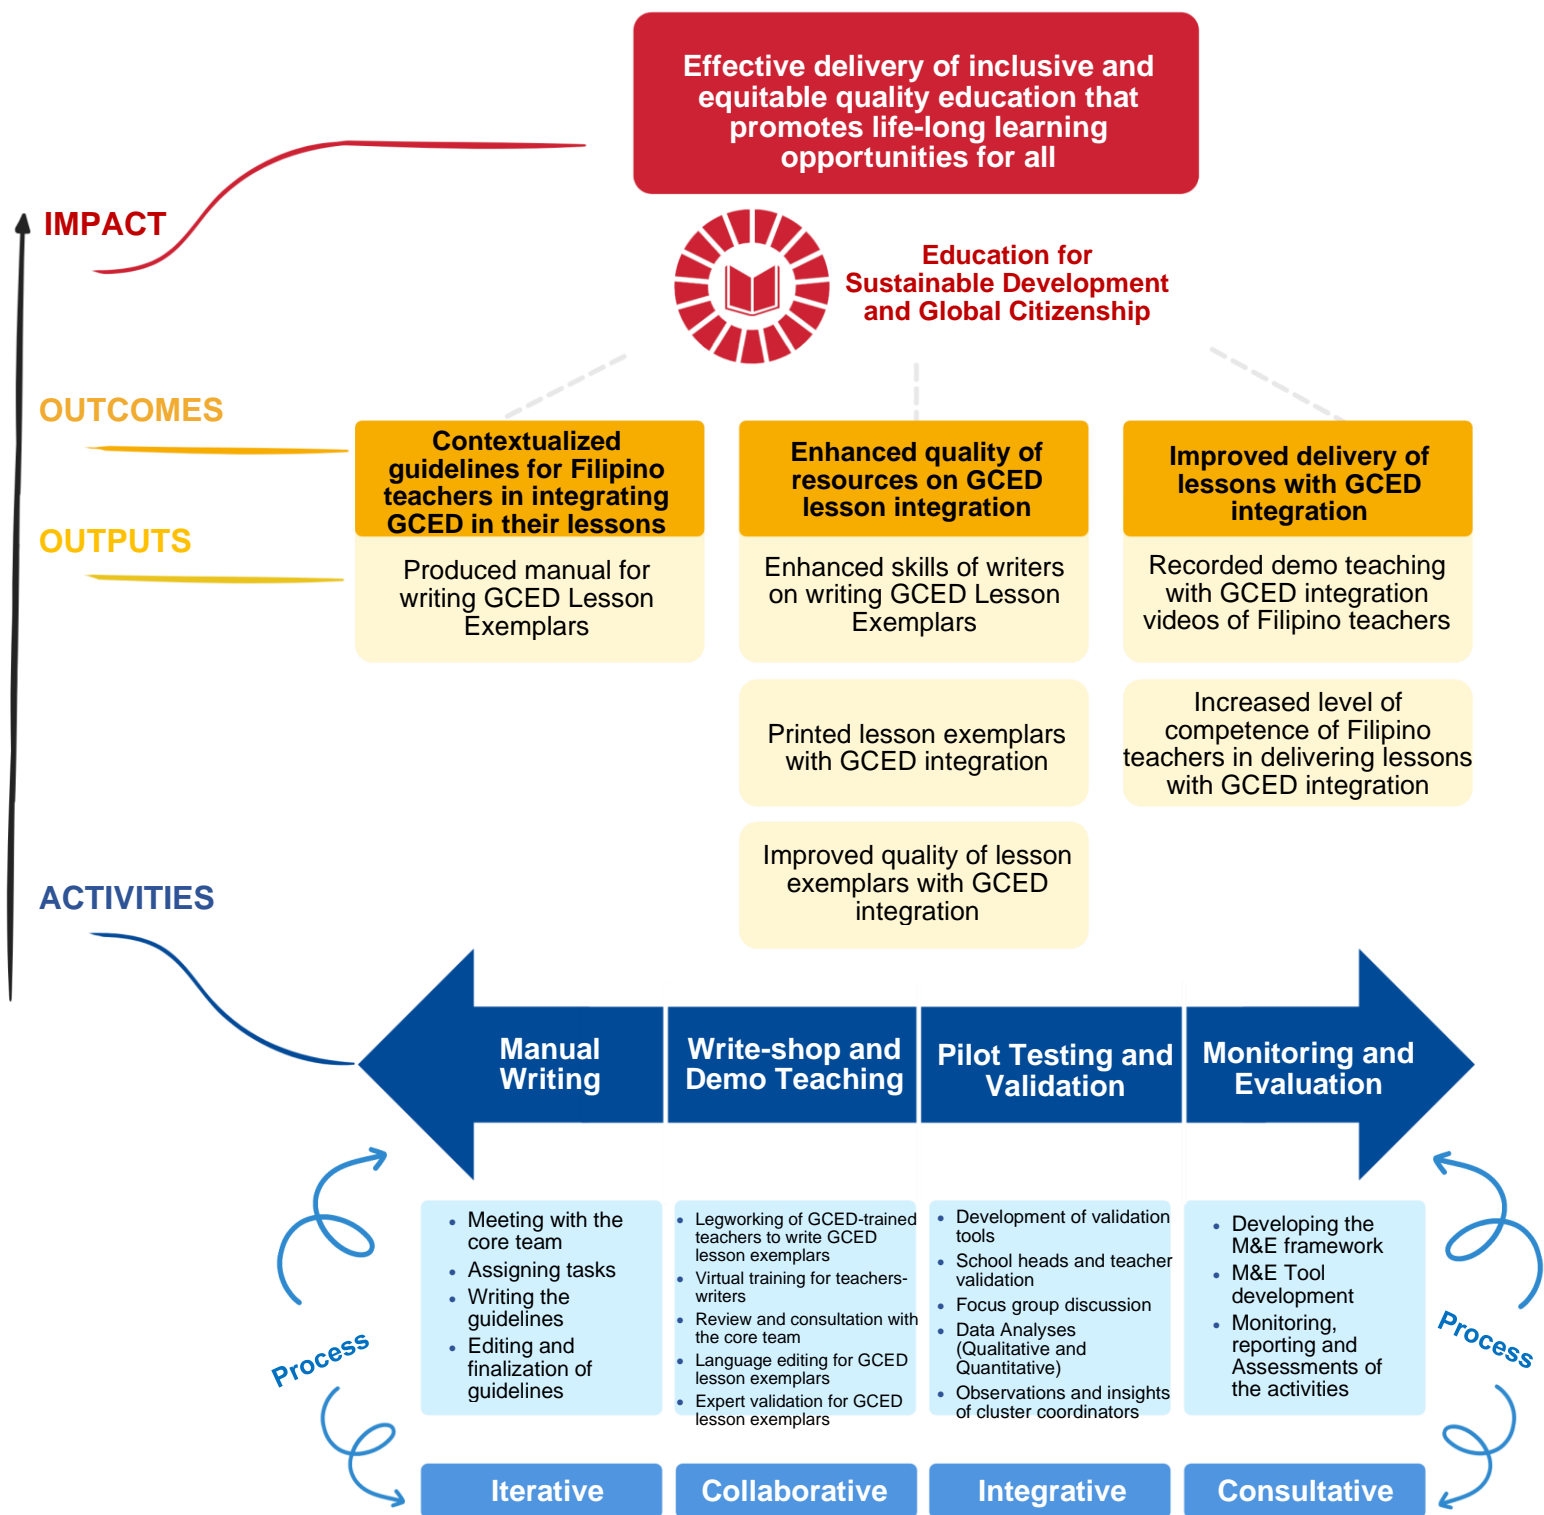 Effective delivery of inclusive and
equitable quality education that
promotes life-long learning
opportunities for all
IMPACT
Education for
Sustainable Development
and Global Citizenship
OUTCOMES
Contextualized
guidelines for Filipino
teachers in integrating
GCED in their lessons
Enhanced quality of
resources on GCED
lesson integration
Improved delivery of
lessons with GCED
integration
OUTPUTS
Produced manual for
writing GCED Lesson
Exemplars
Enhanced skills of writers
on writing GCED Lesson
Exemplars
Recorded demo teaching
with GCED integration
videos of Filipino teachers
Printed lesson exemplars
with GCED integration
Increased level of
competence of Filipino
teachers in delivering lessons
with GCED integration
Improved quality of lesson
exemplars with GCED
integration
ACTIVITIES
Manual
Writing
Write-shop and
Demo Teaching
Pilot Testing and
Validation
Monitoring and
Evaluation
Process
• Meeting with the
core team
• Assigning tasks
• Writing the
guidelines
• Editing and
finalization of
guidelines
• Legworking of GCED-trained
teachers to write GCED
lesson exemplars
• Virtual training for teachers-
writers
• Review and consultation with
the core team
• Language editing for GCED
lesson exemplars
• Expert validation for GCED
lesson exemplars
• Development of validation
tools
• School heads and teacher
validation
• Focus group discussion
• Data Analyses
(Qualitative and
Quantitative)
• Observations and insights
of cluster coordinators
• Developing the
M&E framework
• M&E Tool
development
• Monitoring,
reporting and
Assessments of
the activities
Process
Iterative
Collaborative
Integrative
Consultative